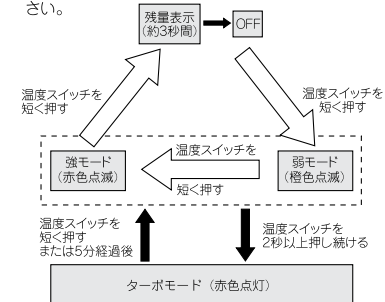 さい。
残量表示
(約3秒間)
OFF
温度スイッチを
短く押す
温度スイッチを
短く押す
強モード
(赤色点滅)
温度スイッチを
短く押す
弱モード
(橙色点滅)
温度スイッチを
短く押す
または5分経過後
温度スイッチを
2秒以上押し続ける
ターボモード（赤色点灯）